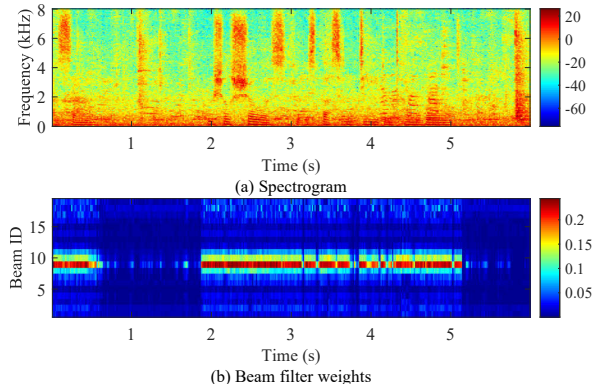 8
6
4
2
0
Frequency (kHz)
1 2 3 4 5
Time (s)
20
0
-20
-40
-60
(a) Spectrogram
15
10
5
Beam ID
1 2 3 4 5
Time (s)
0.2
0.15
0.1
0.05
(b) Beam filter weights